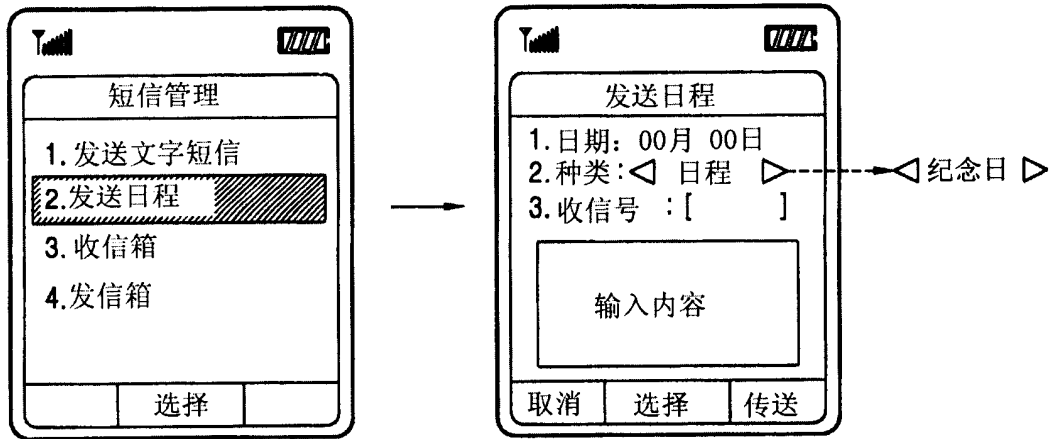 短信管理
1.发送文字短信
2.发送日程
3.收信箱
4.发信箱
选择
发送日程
1.日期：00月 00日
2.种类：◁ 日程 ▷
◁ 纪念日 ▷
3.收信号 ：[ ]
输入内容
取消 选择 传送